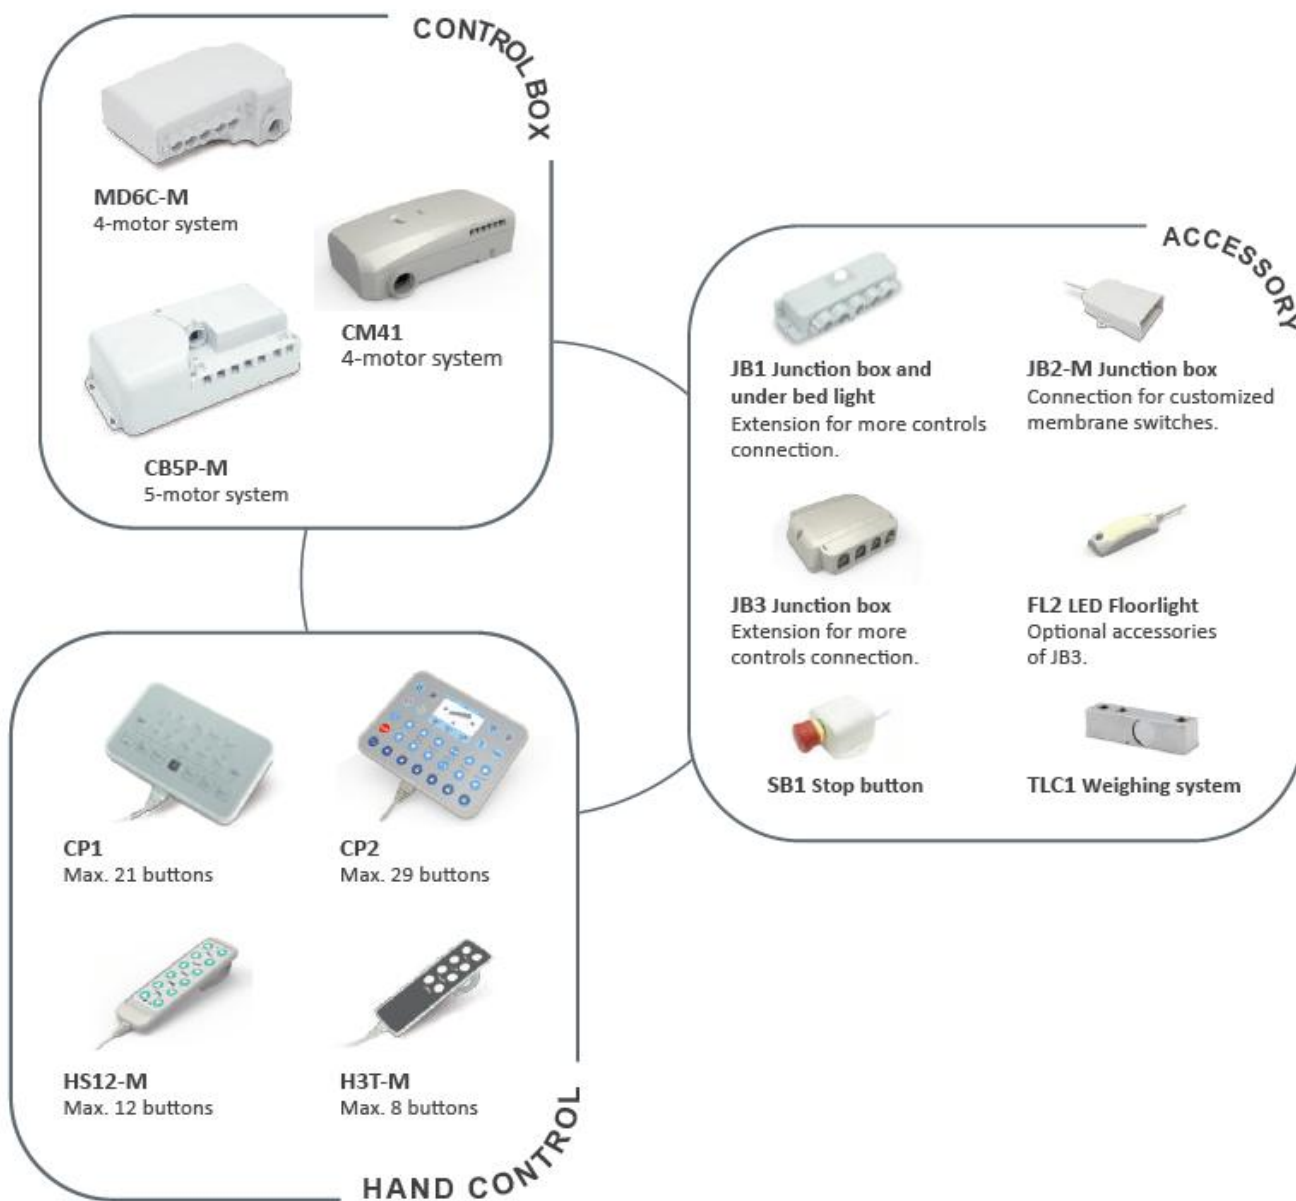 CONTROL BOX
MD6C-M
4-motor system
CM41
4-motor system
CB5P-M
5-motor system
ACCESSORY
JB1 Junction box and
under bed light
Extension for more controls
connection.
JB2-M Junction box
Connection for customized
membrane switches.
JB3 Junction box
Extension for more
controls connection.
FL2 LED Floorlight
Optional accessories
of JB3.
SB1 Stop button
TLC1 Weighing system
CP1
Max. 21 buttons
CP2
Max. 29 buttons
HS12-M
Max. 12 buttons
H3T-M
Max. 8 buttons
HAND CONTROL